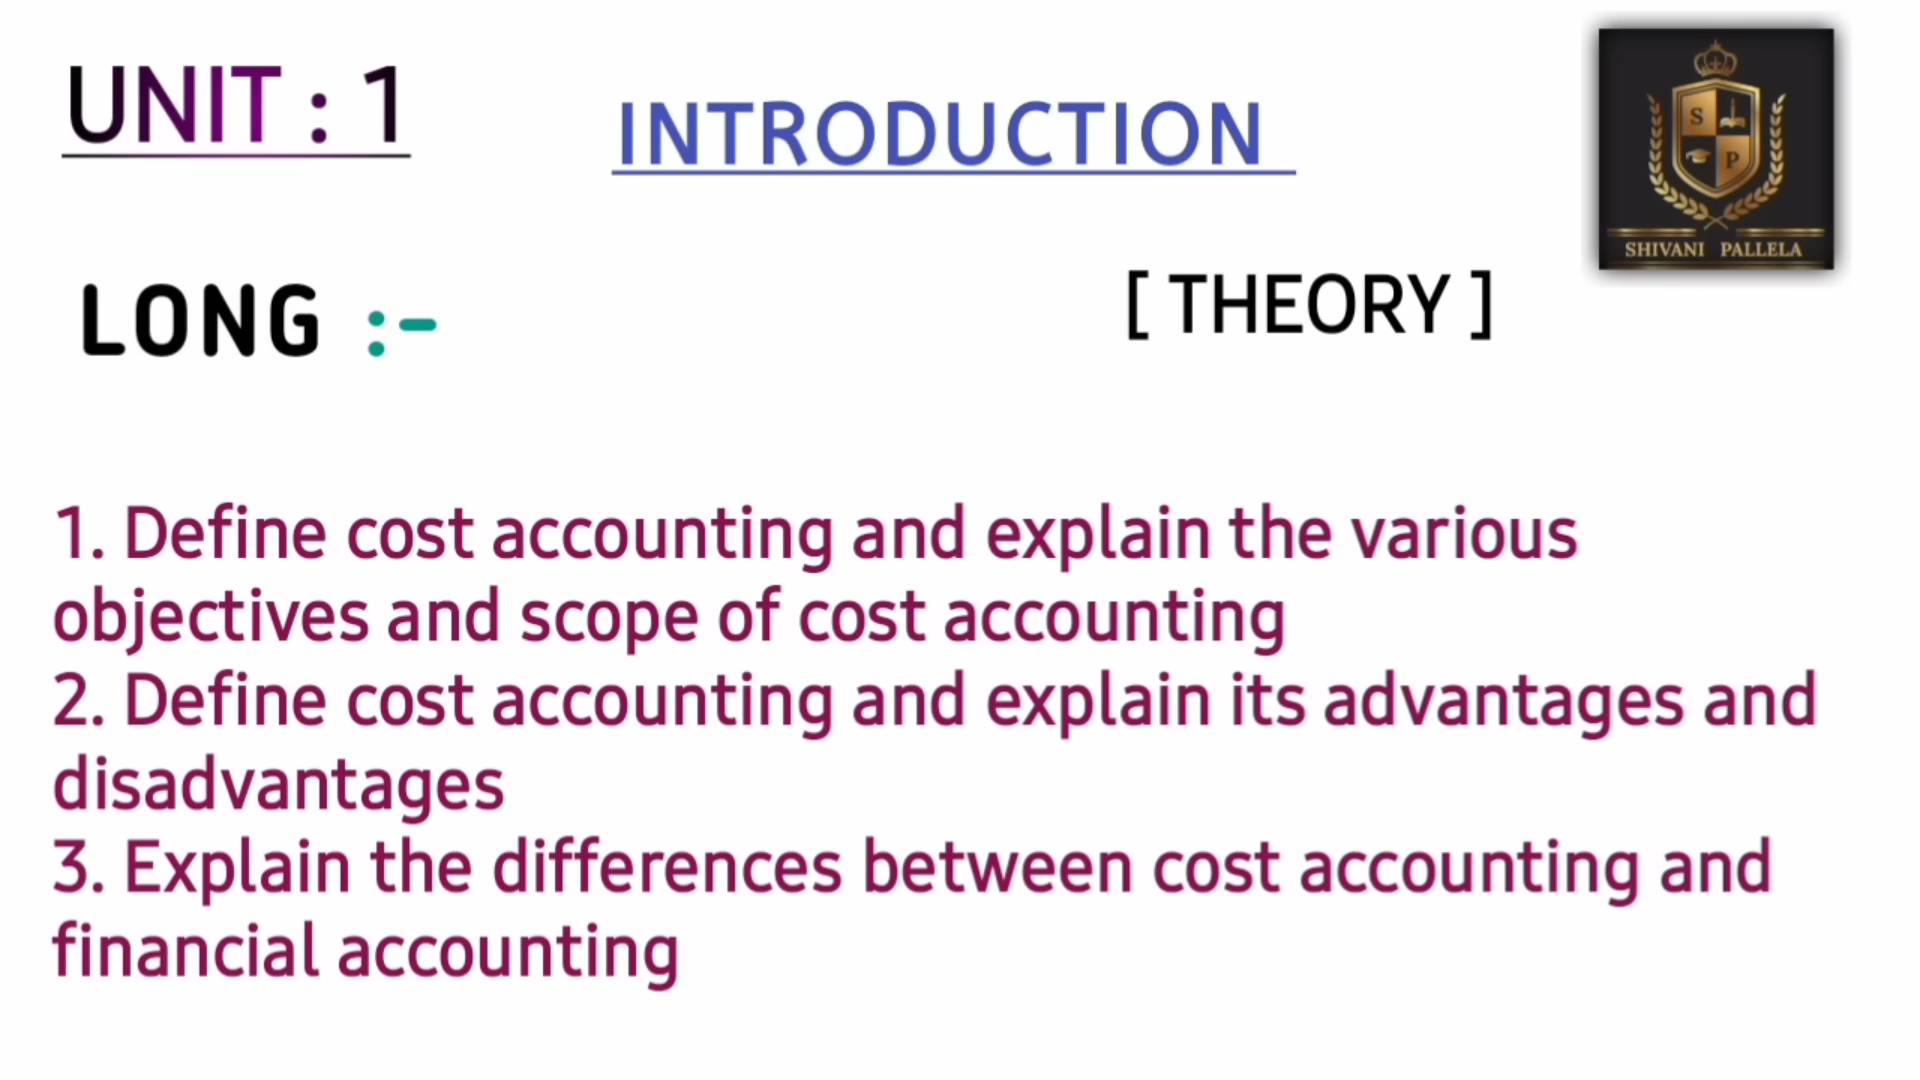 UNIT : 1
INTRODUCTION
S
P
SHIVANI PALLELA
LONG :-
[ THEORY ]
1. Define cost accounting and explain the various
objectives and scope of cost accounting
2. Define cost accounting and explain its advantages and
disadvantages
3. Explain the differences between cost accounting and
financial accounting